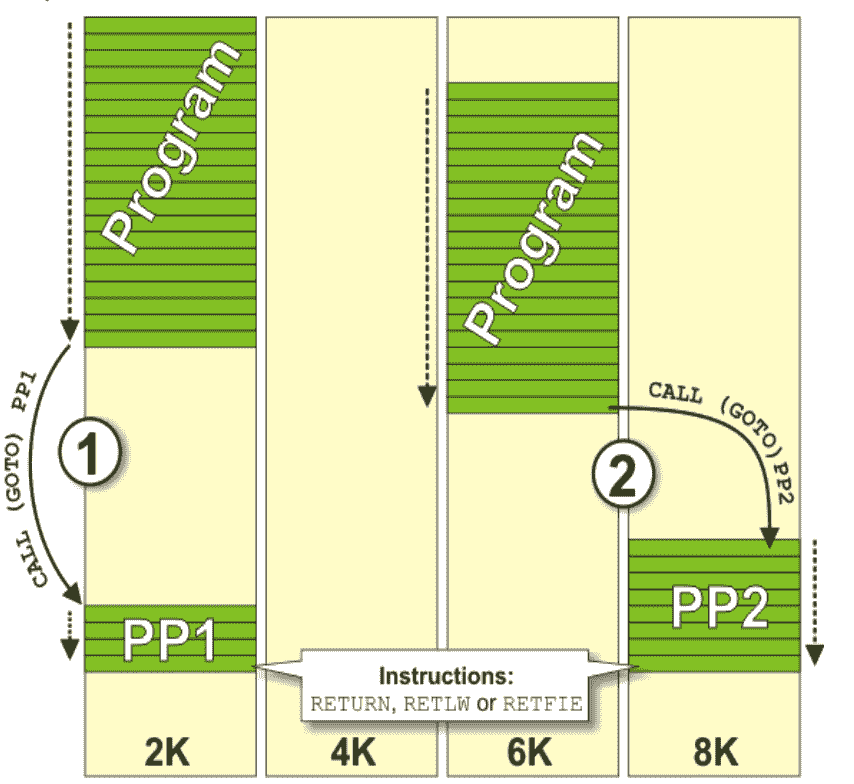 Program
Program
CALL (GOTO) PP1
1
CALL (GOTO) PP2
2
PP1
PP2
Instructions:
RETURN, RETLW or RETFIE
2K
4K
6K
8K